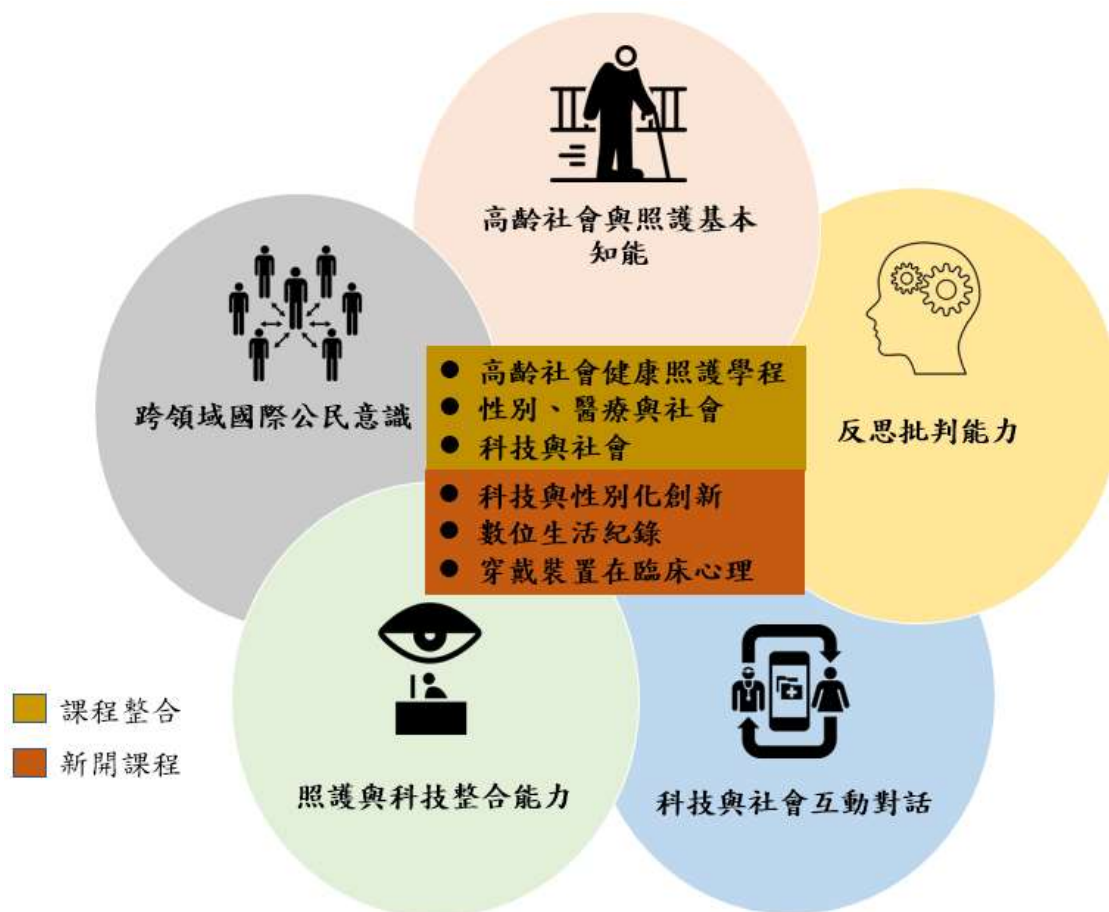 高齡社會與照護基本
知能
跨領域國際公民意識
反思批判能力
● 高齡社會健康照護學程
● 性別、醫療與社會
● 科技與社會
● 科技與性別化創新
● 數位生活紀錄
● 穿戴裝置在臨床心理
照護與科技整合能力
科技與社會互動對話
課程整合
新開課程